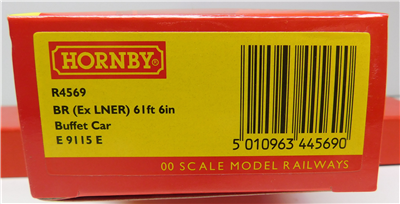 HORNBY®
R4569
BR (Ex LNER) 61ft 6in
Buffet Car
E 9115 E
5 010963 445690
00 SCALE MODEL RAILWAYS